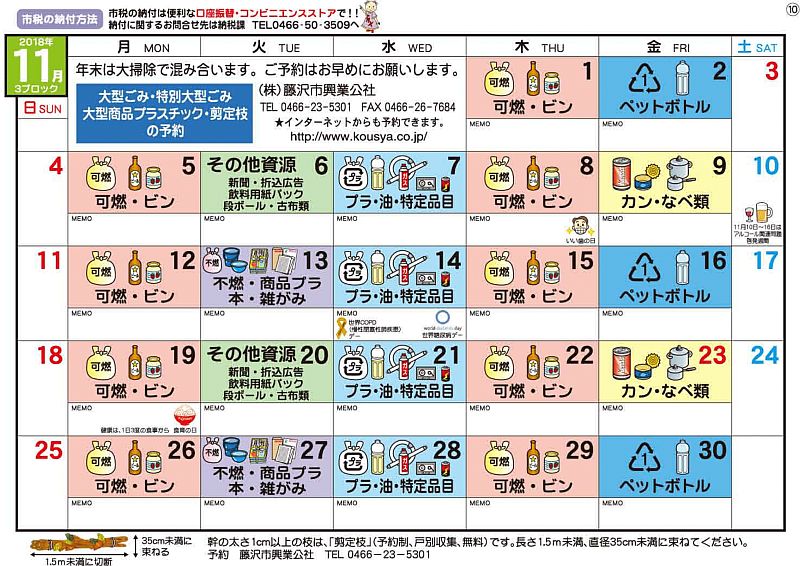 ⑩
市税の納付方法
市税の納付は便利な口座振替・コンビニエンスストアで!!
納付に関するお問合せ先は納税課 TEL0466-50-3509へ
2018年
11月
3ブロック
日 SUN
月 MON
火 TUE
水 WED
木 THU
金 FRI
土 SAT
年末は大掃除で混み合います。ご予約はお早めにお願いします。
大型ごみ・特別大型ごみ
大型商品プラスチック・剪定枝
の予約
(株)藤沢市興業公社
TEL 0466-23-5301 FAX 0466-26-7684
★インターネットからも予約できます。
http://www.kousya.co.jp/
1
可燃
可燃・ビン
MEMO
2
1
ペットボトル
MEMO
3
4
5
可燃
可燃・ビン
MEMO
その他資源 6
新聞・折込広告
飲料用紙パック
段ボール・古布類
MEMO
7
プラ
プラ・油・特定品目
MEMO
8
可燃
可燃・ビン
MEMO
いい歯の日
9
カン・なべ類
MEMO
10
11月10日~16日は
アルコール関連問題
啓発週間
11
12
可燃
可燃・ビン
MEMO
13
不燃
不燃・商品プラ
本・雑がみ
MEMO
14
プラ
プラ・油・特定品目
MEMO
世界COPD
(慢性閉塞性肺疾患)
デー
world diabetes day
世界糖尿病デー
15
可燃
可燃・ビン
MEMO
16
1
ペットボトル
MEMO
17
18
19
可燃
可燃・ビン
MEMO
健康は、1日3度の食事から 食育の日
その他資源 20
新聞・折込広告
飲料用紙パック
段ボール・古布類
MEMO
21
プラ
プラ・油・特定品目
MEMO
22
可燃
可燃・ビン
MEMO
23
カン・なべ類
MEMO
24
25
26
可燃
可燃・ビン
MEMO
27
不燃
不燃・商品プラ
本・雑がみ
MEMO
28
プラ
プラ・油・特定品目
MEMO
29
可燃
可燃・ビン
MEMO
30
1
ペットボトル
MEMO
35cm未満に
束ねる
1.5m未満に切断
幹の太さ1cm以上の枝は、「剪定枝」(予約制、戸別収集、無料)です。長さ1.5m未満、直径35cm未満に束ねてください。
予約 藤沢市興業公社 TEL 0466-23-5301